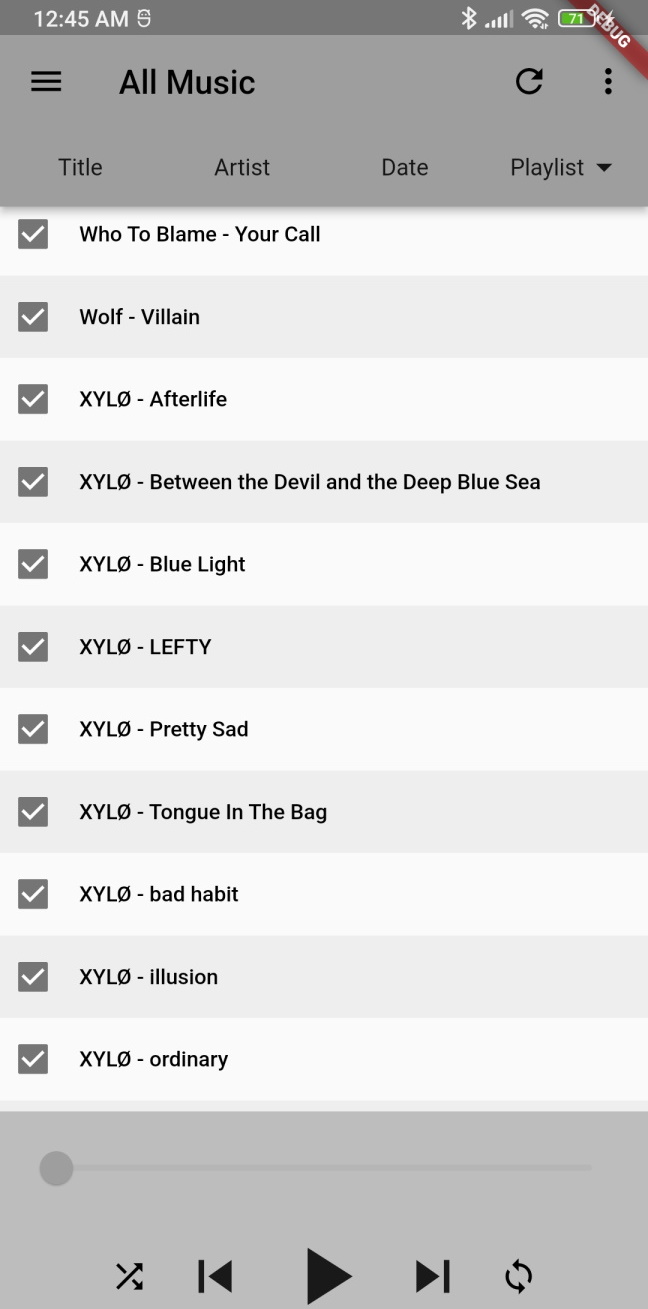 12:45 AM
71
DEBUG
All Music
Title Artist Date Playlist
Who To Blame - Your Call
Wolf - Villain
XYLØ - Afterlife
XYLØ - Between the Devil and the Deep Blue Sea
XYLØ - Blue Light
XYLØ - LEFTY
XYLØ - Pretty Sad
XYLØ - Tongue In The Bag
XYLØ - bad habit
XYLØ - illusion
XYLØ - ordinary